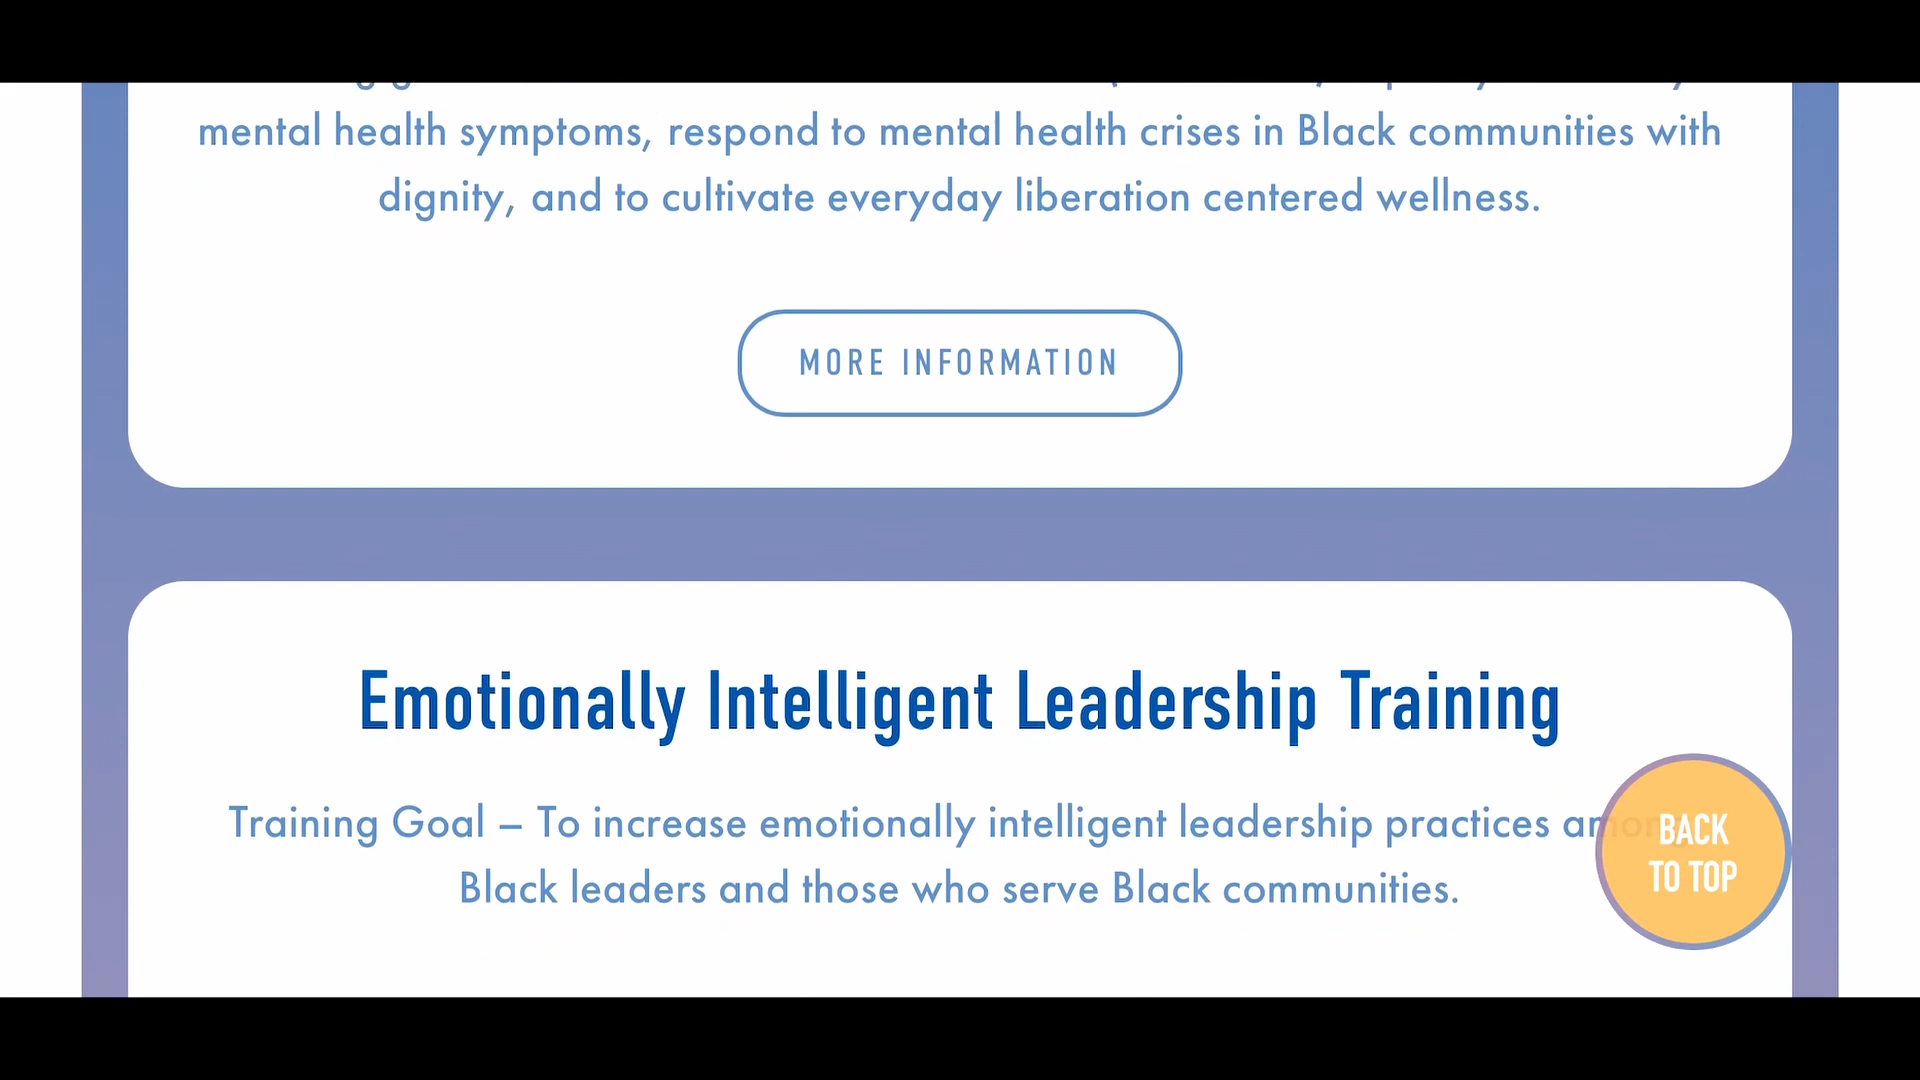 mental health symptoms, respond to mental health crises in Black communities with
dignity, and to cultivate everyday liberation centered wellness.
MORE INFORMATION
Emotionally Intelligent Leadership Training
Training Goal – To increase emotionally intelligent leadership practices among
Black leaders and those who serve Black communities.
BACK
TO TOP